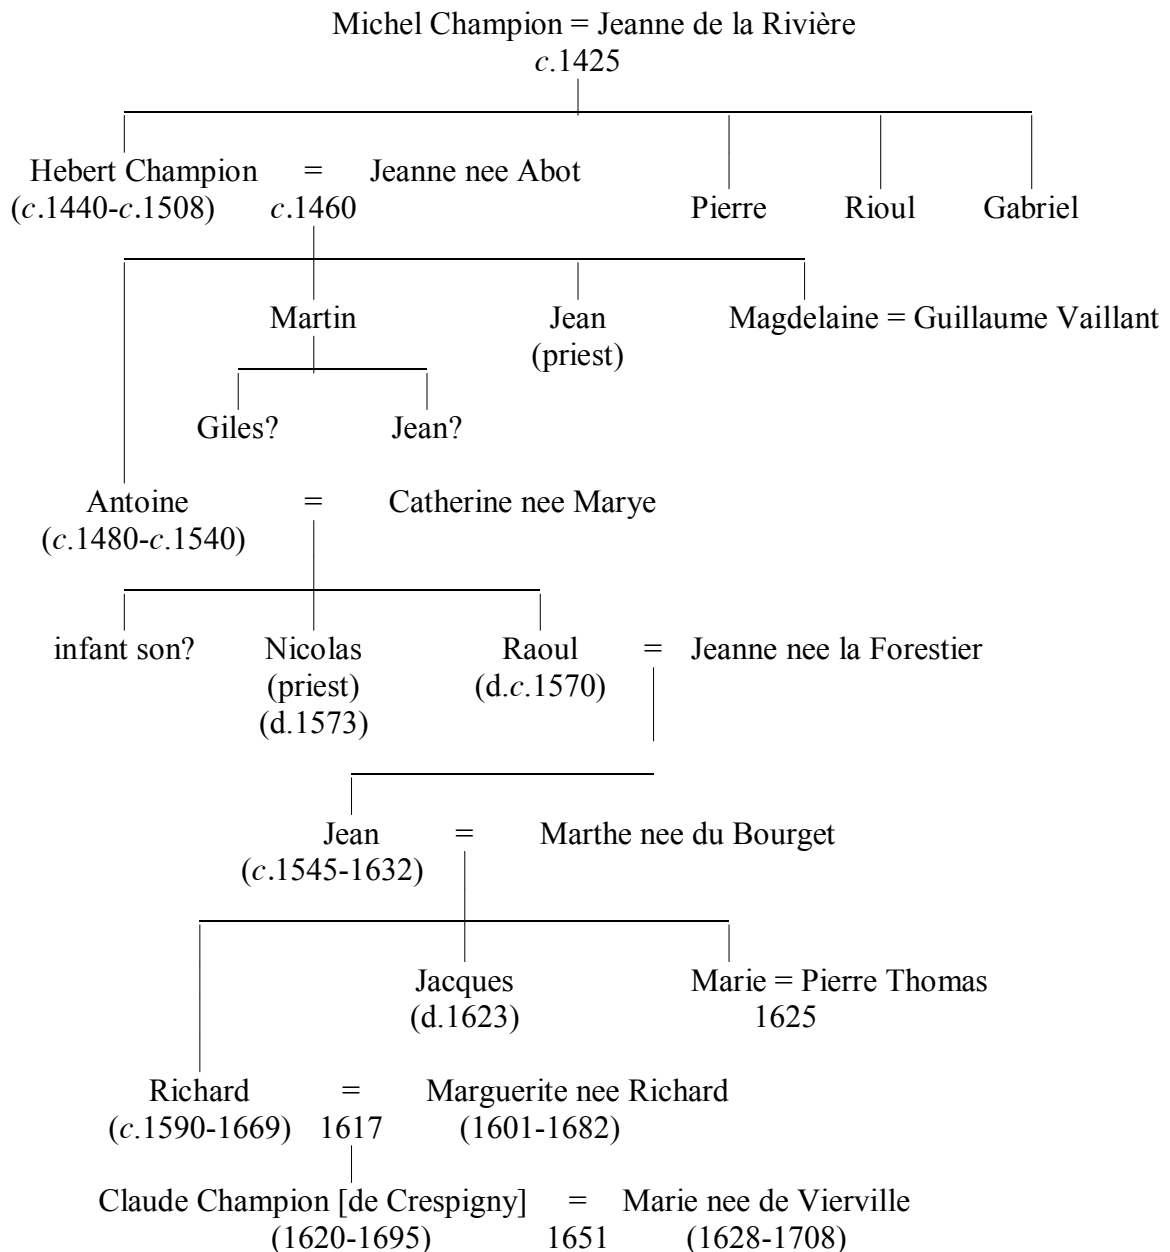 Michel Champion = Jeanne de la Rivière
c.1425
Hebert Champion = Jeanne nee Abot
(c.1440-c.1508) c.1460
Pierre Rioul Gabriel
Martin Jean Magdelaine = Guillaume Vaillant
(priest)
Giles? Jean?
Antoine = Catherine nee Marye
(c.1480-c.1540)
infant son? Nicolas Raoul = Jeanne nee la Forestier
(priest) (d.c.1570)
(d.1573)
Jean = Marthe nee du Bourget
(c.1545-1632)
Jacques Marie = Pierre Thomas
(d.1623) 1625
Richard = Marguerite nee Richard
(c.1590-1669) 1617 (1601-1682)
Claude Champion [de Crespigny] = Marie nee de Vierville
(1620-1695) 1651 (1628-1708)